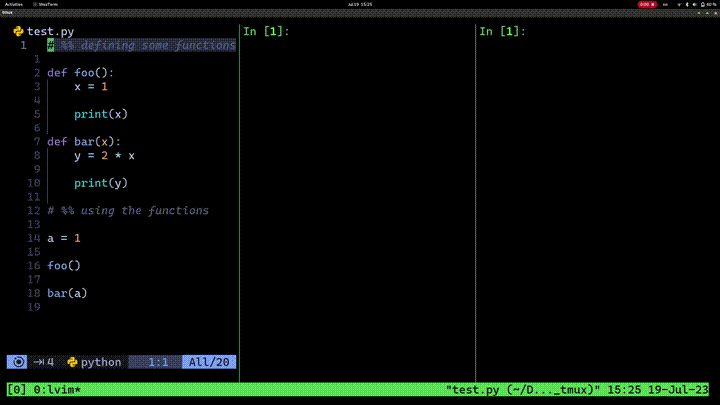 Activities WezTerm Jul 19 15:25 en 60 %
tmux
test.py
1 # %% defining some functions
1
2 def foo():
3 x = 1
4
5 print(x)
6
7 def bar(x):
8 y = 2 * x
9
10 print(y)
11
12 # %% using the functions
13
14 a = 1
15
16 foo()
17
18 bar(a)
19
4 python 1:1 All/20
In [1]:
In [1]:
[0] 0:lvim* "test.py (~/D..._tmux)" 15:25 19-Jul-23